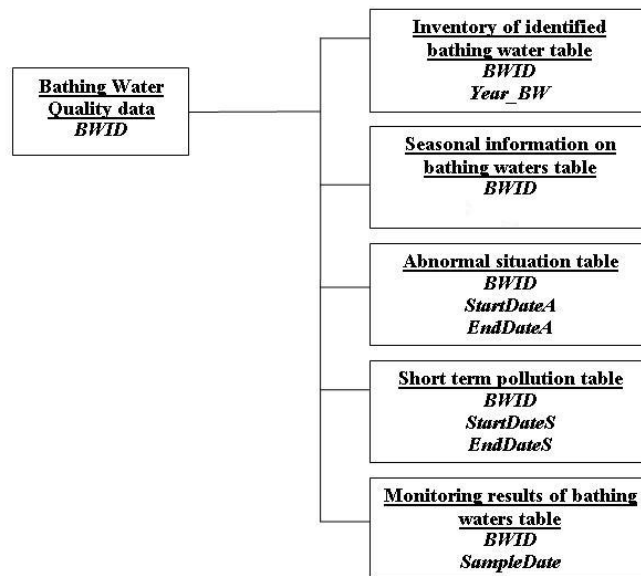 Bathing Water
Quality data
BWID
Inventory of identified
bathing water table
BWID
Year_BW
Seasonal information on
bathing waters table
BWID
Abnormal situation table
BWID
StartDateA
EndDateA
Short term pollution table
BWID
StartDateS
EndDateS
Monitoring results of bathing
waters table
BWID
SampleDate